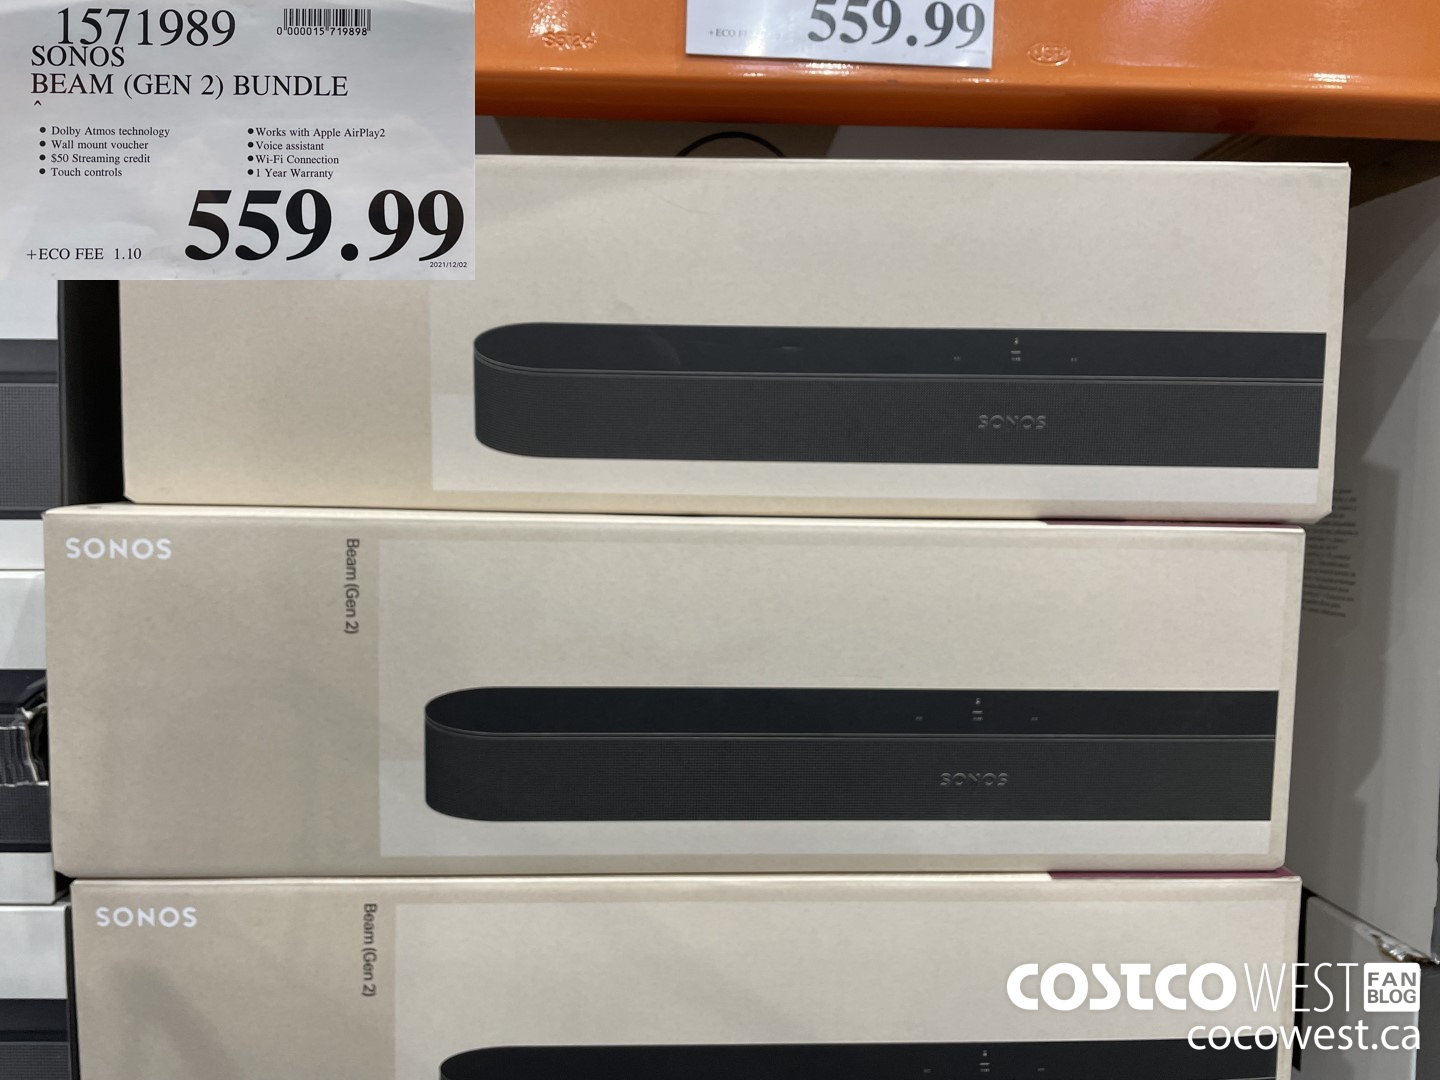 1571989
0"000015"719898"
SONOS
BEAM (GEN 2) BUNDLE
^
• Dolby Atmos technology
• Wall mount voucher
• $50 Streaming credit
• Touch controls
• Works with Apple AirPlay2
• Voice assistant
• Wi-Fi Connection
• 1 Year Warranty
559.99
+ECO FEE 1.10
2021/12/02
559.99
+ECO
SONOS
SONOS
Beam (Gen 2)
SONOS
SONOS
Beam (Gen 2)
COSTCO WEST FAN BLOG
cocowest.ca